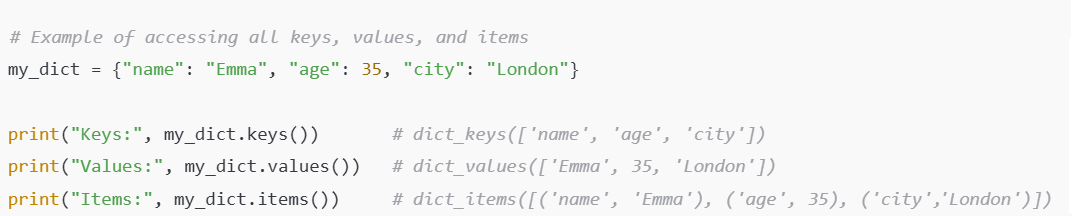 # Example of accessing all keys, values, and items
my_dict = {"name": "Emma", "age": 35, "city": "London"}
print("Keys:", my_dict.keys())       # dict_keys(['name', 'age', 'city'])
print("Values:", my_dict.values())   # dict_values(['Emma', 35, 'London'])
print("Items:", my_dict.items())     # dict_items([('name', 'Emma'), ('age', 35), ('city','London')])